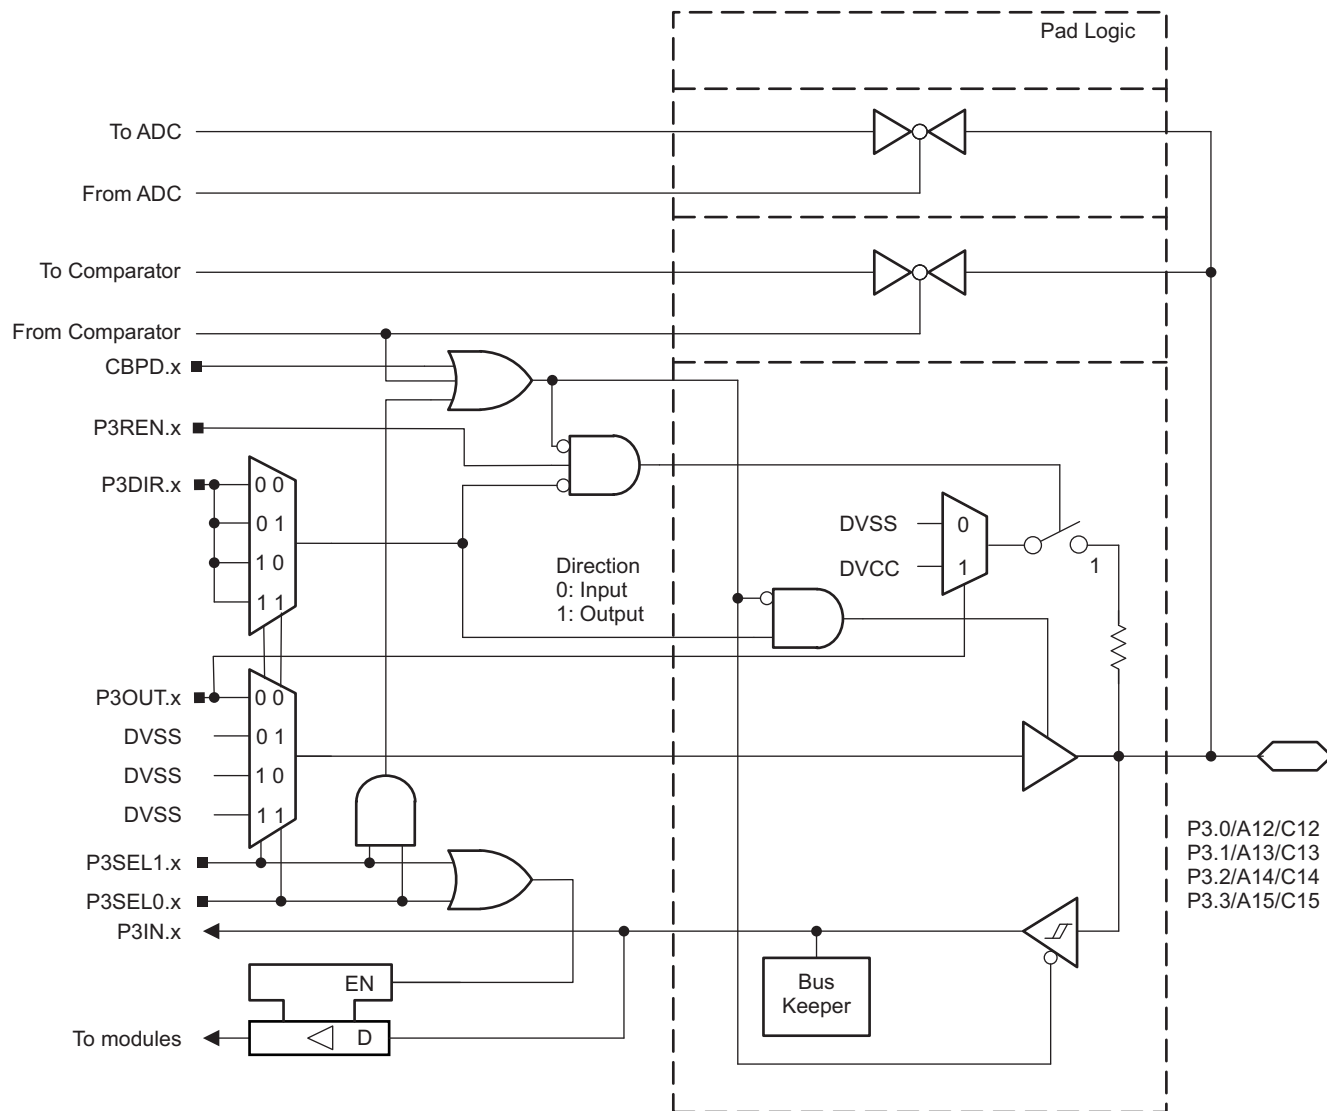 Pad Logic
To ADC
From ADC
To Comparator
From Comparator
CBPD.x
P3REN.x
P3DIR.x
0 0
0 1
1 0
1 1
Direction
0: Input
1: Output
DVSS
0
DVCC
1
1
P3OUT.x
0 0
DVSS
0 1
DVSS
1 0
DVSS
1 1
P3SEL1.x
P3SEL0.x
P3IN.x
P3.0/A12/C12
P3.1/A13/C13
P3.2/A14/C14
P3.3/A15/C15
Bus
Keeper
EN
To modules
D